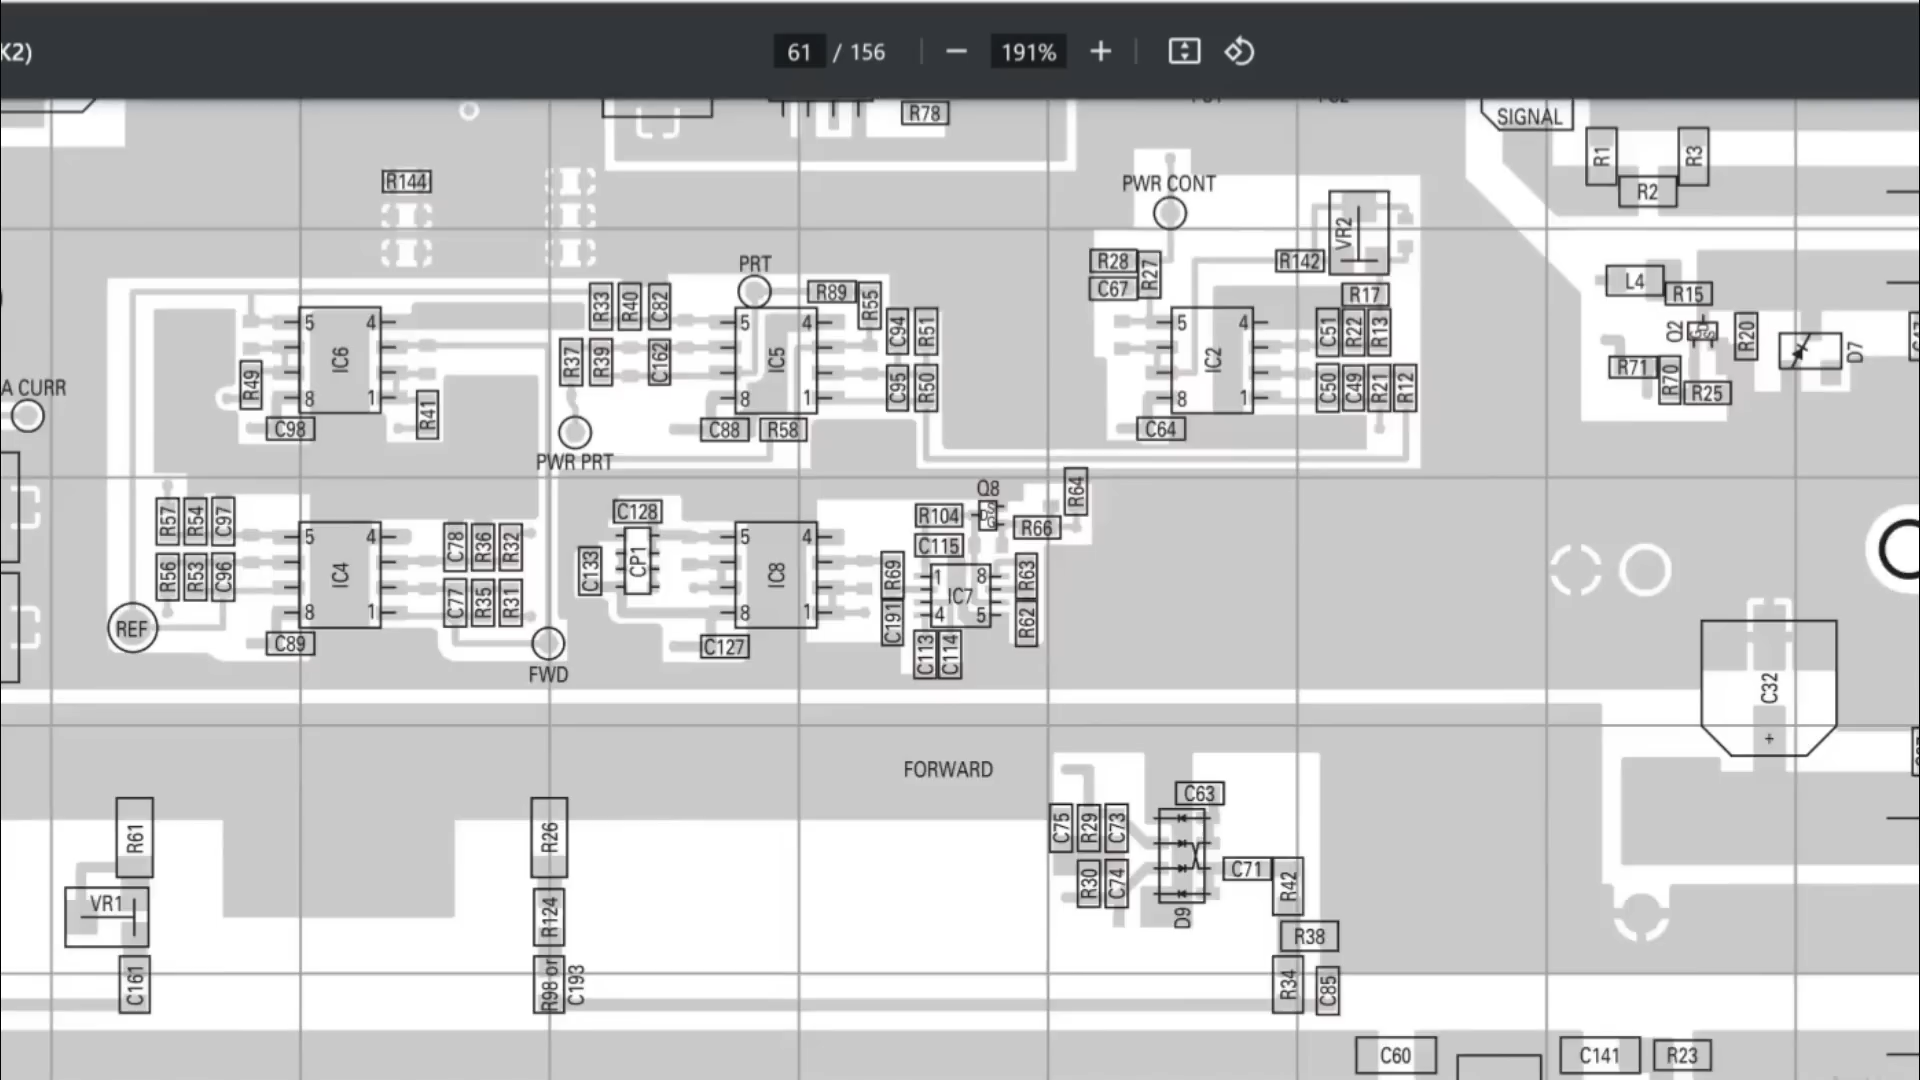 K2)
61 / 156
191%
R78
SIGNAL
R1
R3
R2
R144
PWR CONT
VR2
R28
R27
C67
R142
R17
PRT
R89
R55
R33
R40
C82
C94
R51
5 4
IC6
8 1
R49
C98
R41
A CURR
R37
R39
C162
5 4
IC5
8 1
C95
R50
C88
R58
PWR PRT
5 4
IC2
8 1
C64
C51
R22
R13
C50
C49
R21
R12
L4
R15
Q2
R20
D7
R71
R70
R25
R57
R54
C97
R56
R53
C96
REF
5 4
IC4
8 1
C89
C78
R36
R32
C77
R35
R31
FWD
C128
C133
CP1
5 4
IC8
8 1
C127
Q8
R64
R104
R66
C115
R69
C191
1 8
IC7
4 5
R63
R62
C113
C114
C32
+
FORWARD
R61
VR1
C161
R26
R124
R98 or
C193
C63
C75
R29
C73
R30
C74
D9
C71
R42
R38
R34
C85
C60
C141
R23